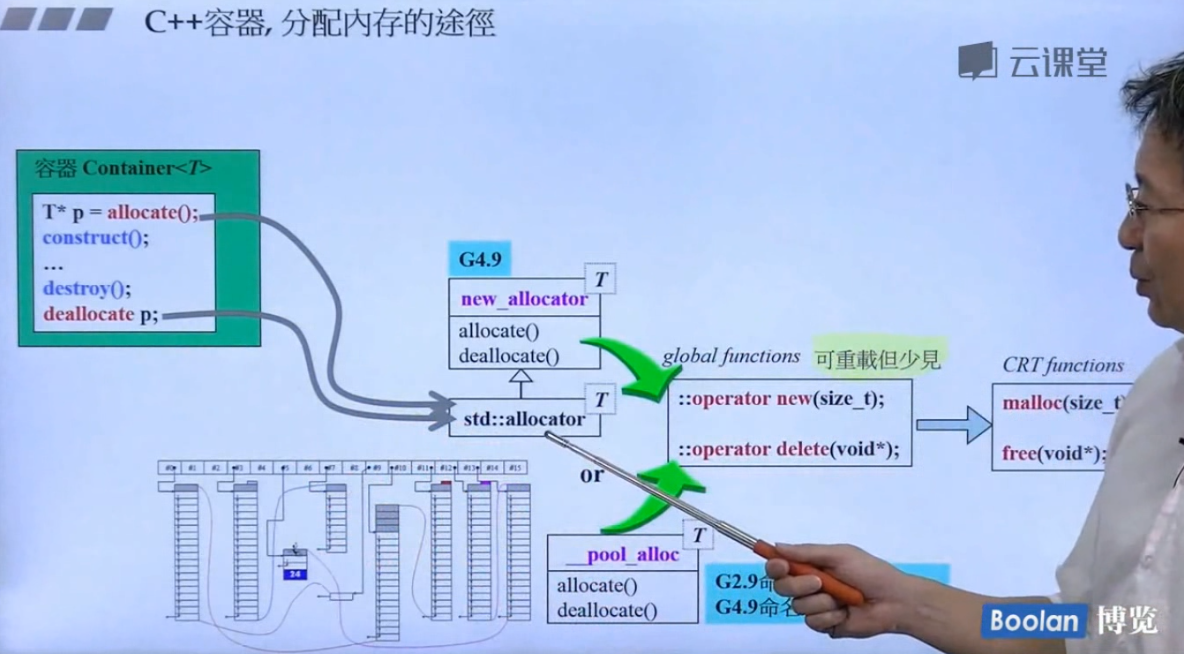 C++容器, 分配內存的途徑
云课堂
容器 Container<T>
T* p = allocate();
construct();
...
destroy();
deallocate p;
G4.9
T
new_allocator
allocate()
deallocate()
T
std::allocator
or
global functions 可重載但少見
::operator new(size_t);
::operator delete(void*);
CRT functions
malloc(size_t
free(void*);
#0 #1 #2 #3 #4 #5 #6 #7 #8 #9 #10 #11 #12 #13 #14 #15
24
T
__pool_alloc
allocate()
deallocate()
G2.9命
G4.9命名
Boolan 博览